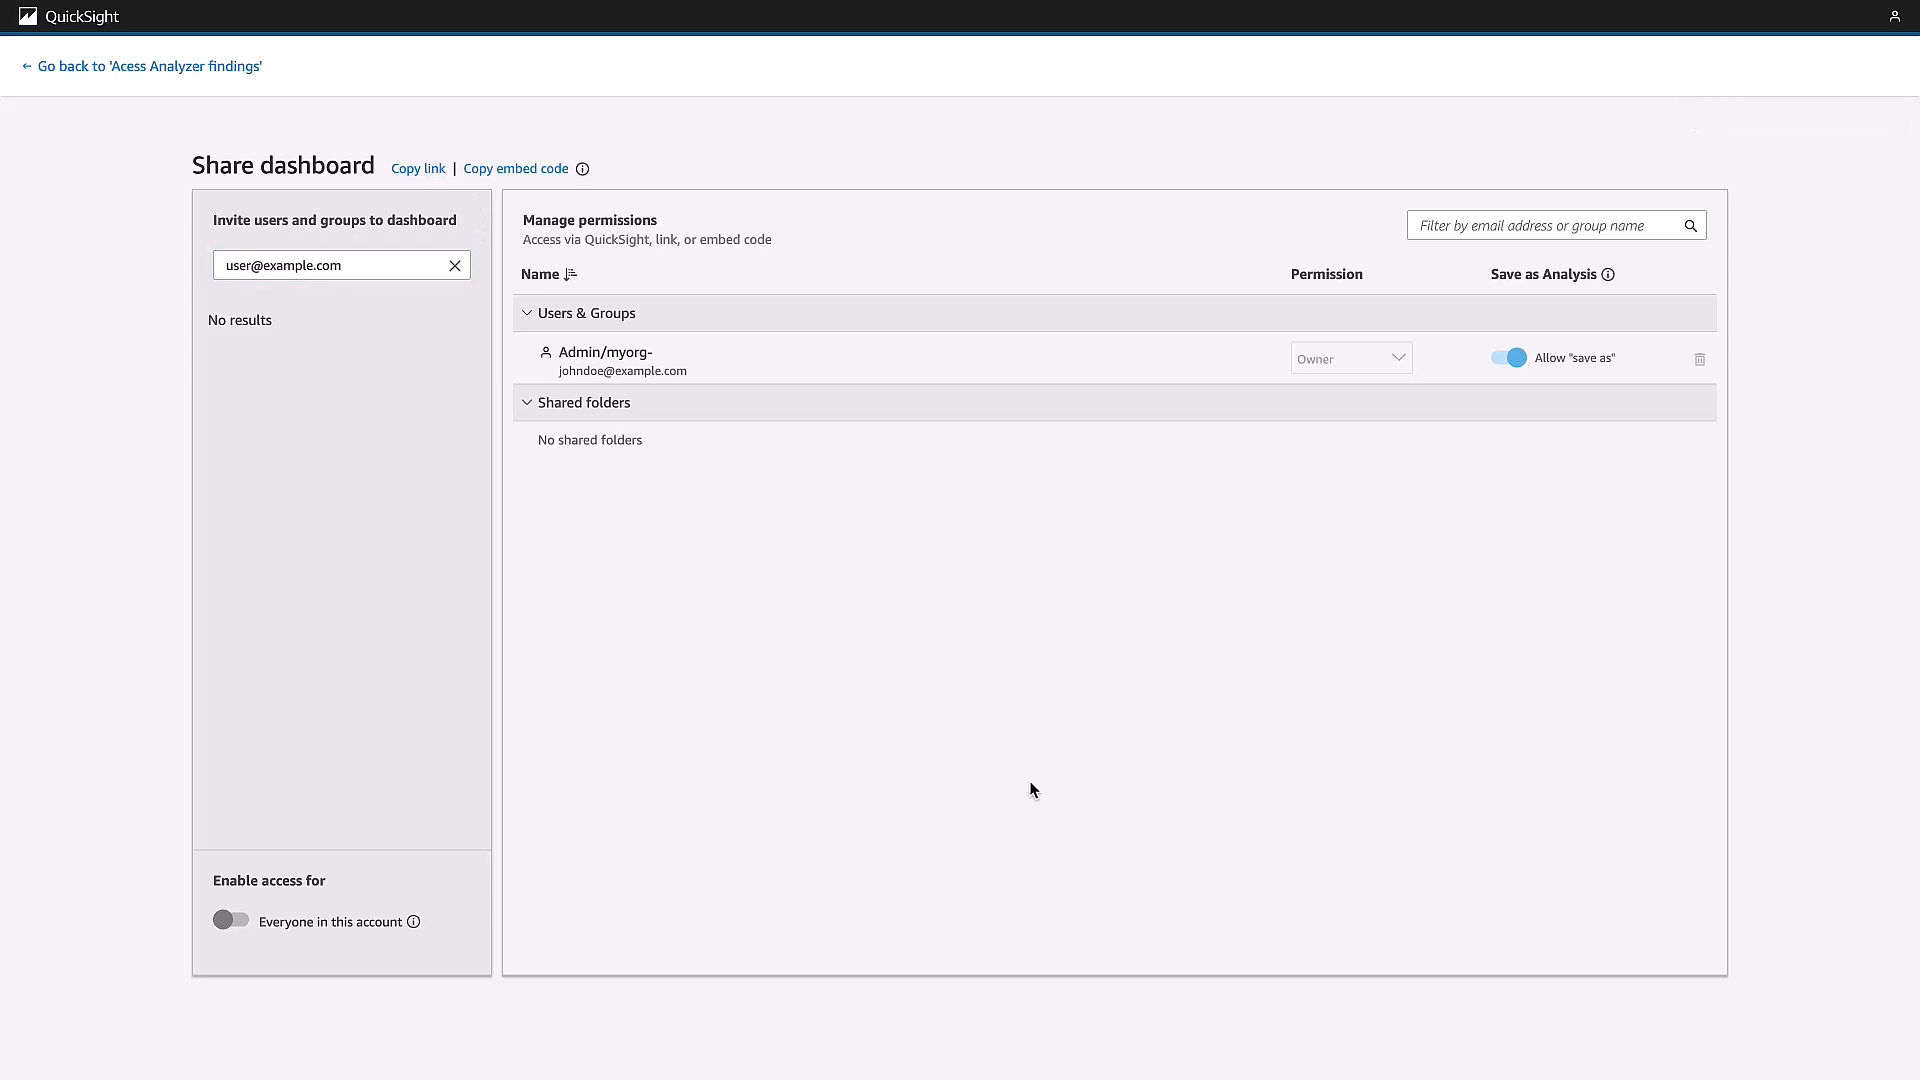 QuickSight
← Go back to 'Acess Analyzer findings'
Share dashboard
Copy link | Copy embed code
Invite users and groups to dashboard
user@example.com
No results
Enable access for
Everyone in this account
Manage permissions
Access via QuickSight, link, or embed code
Filter by email address or group name
Name
Permission
Save as Analysis
Users & Groups
Admin/myorg-
johndoe@example.com
Owner
Allow "save as"
Shared folders
No shared folders